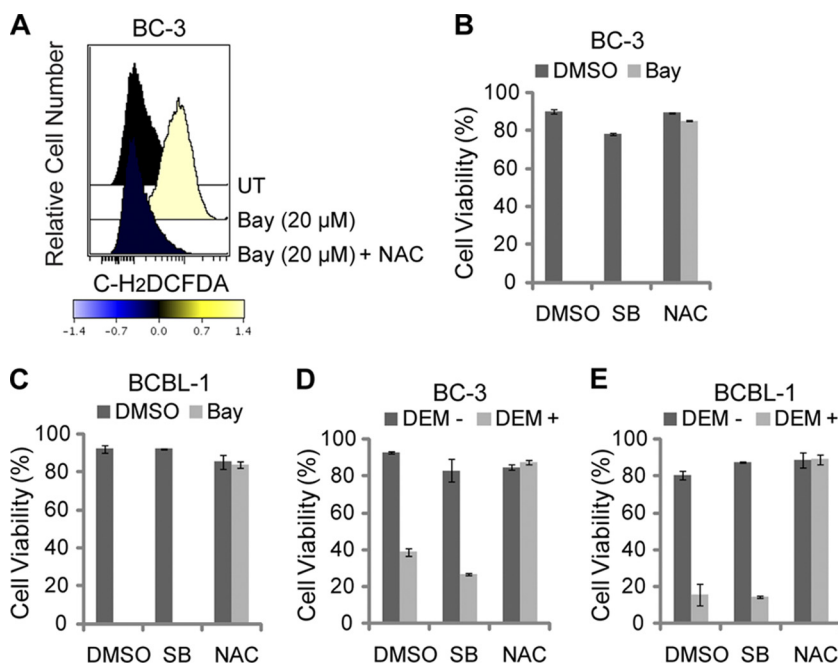 A
BC-3
Relative Cell Number
UT
Bay (20 µM)
Bay (20 µM) + NAC
C-H2DCFDA
-1.4 -0.7 0.0 0.7 1.4
B
BC-3
DMSO Bay
Cell Viability (%)
100
80
60
40
20
0
DMSO SB NAC
C
BCBL-1
DMSO Bay
Cell Viability (%)
100
80
60
40
20
0
DMSO SB NAC
D
BC-3
DEM - DEM +
Cell Viability (%)
100
80
60
40
20
0
DMSO SB NAC
E
BCBL-1
DEM - DEM +
Cell Viability (%)
100
80
60
40
20
0
DMSO SB NAC